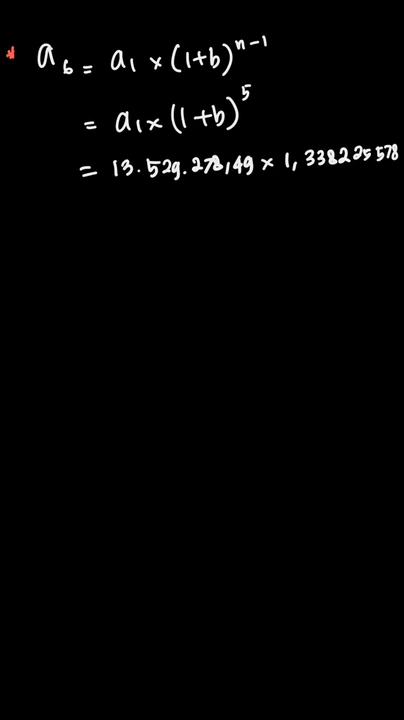 * a₆ = a₁ × (1+b)ⁿ⁻¹
= a₁ × (1+b)⁵
= 13.529.278,49 × 1,338225578